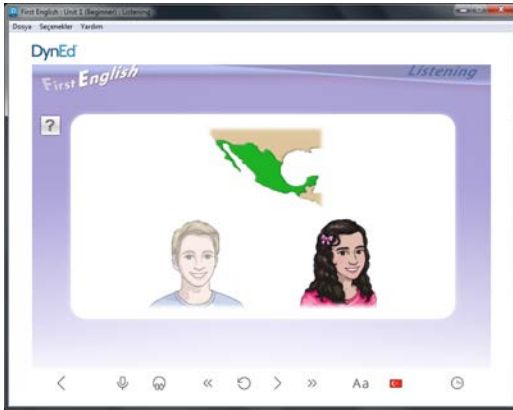 First English : Unit 1 (Beginner) : Listening
Dosya Seçenekler Yardım
DynEd
First English
Listening
?
Aa